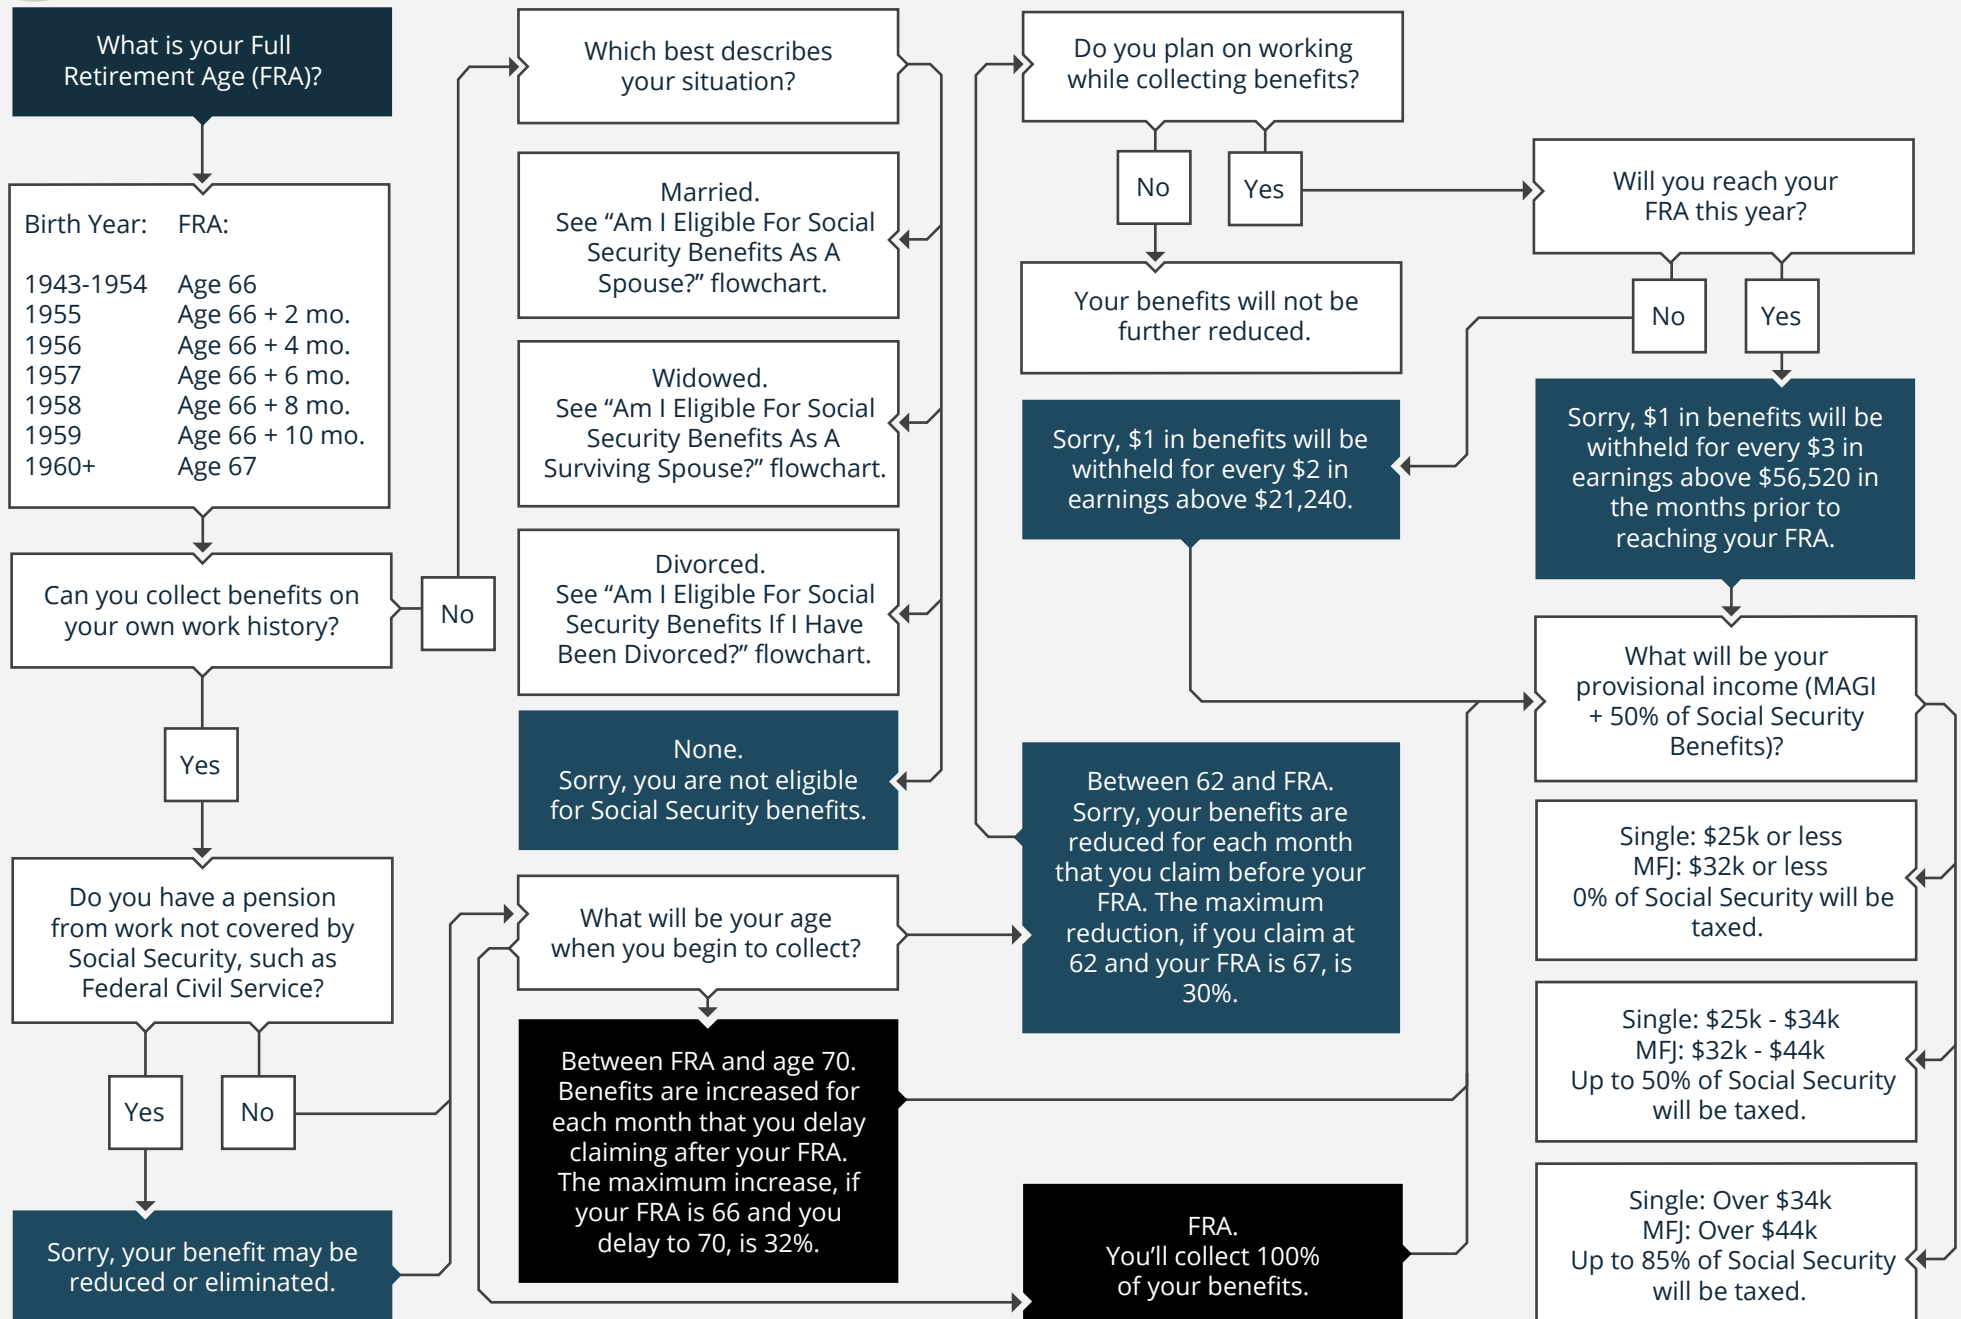 What is your Full
Retirement Age (FRA)?
Birth Year: FRA:
1943-1954 Age 66
1955 Age 66 + 2 mo.
1956 Age 66 + 4 mo.
1957 Age 66 + 6 mo.
1958 Age 66 + 8 mo.
1959 Age 66 + 10 mo.
1960+ Age 67
Can you collect benefits on
your own work history?
No
Yes
Do you have a pension
from work not covered by
Social Security, such as
Federal Civil Service?
Yes
No
Sorry, your benefit may be
reduced or eliminated.
Which best describes
your situation?
Married.
See “Am I Eligible For Social
Security Benefits As A
Spouse?” flowchart.
Widowed.
See “Am I Eligible For Social
Security Benefits As A
Surviving Spouse?” flowchart.
Divorced.
See “Am I Eligible For Social
Security Benefits If I Have
Been Divorced?” flowchart.
None.
Sorry, you are not eligible
for Social Security benefits.
What will be your age
when you begin to collect?
Between FRA and age 70.
Benefits are increased for
each month that you delay
claiming after your FRA.
The maximum increase, if
your FRA is 66 and you
delay to 70, is 32%.
Do you plan on working
while collecting benefits?
No
Yes
Your benefits will not be
further reduced.
Sorry, $1 in benefits will be
withheld for every $2 in
earnings above $21,240.
Between 62 and FRA.
Sorry, your benefits are
reduced for each month
that you claim before your
FRA. The maximum
reduction, if you claim at
62 and your FRA is 67, is
30%.
FRA.
You’ll collect 100%
of your benefits.
Will you reach your
FRA this year?
No
Yes
Sorry, $1 in benefits will be
withheld for every $3 in
earnings above $56,520 in
the months prior to
reaching your FRA.
What will be your
provisional income (MAGI
+ 50% of Social Security
Benefits)?
Single: $25k or less
MFJ: $32k or less
0% of Social Security will be
taxed.
Single: $25k - $34k
MFJ: $32k - $44k
Up to 50% of Social Security
will be taxed.
Single: Over $34k
MFJ: Over $44k
Up to 85% of Social Security
will be taxed.